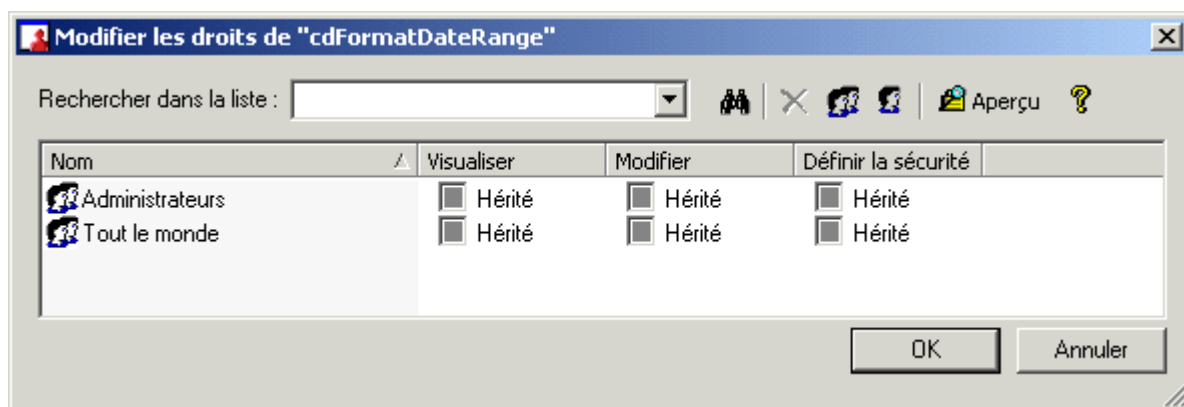 Modifier les droits de "cdFormatDateRange"
Rechercher dans la liste :
Aperçu
Nom Visualiser Modifier Définir la sécurité
Administrateurs Hérité Hérité Hérité
Tout le monde Hérité Hérité Hérité
OK Annuler